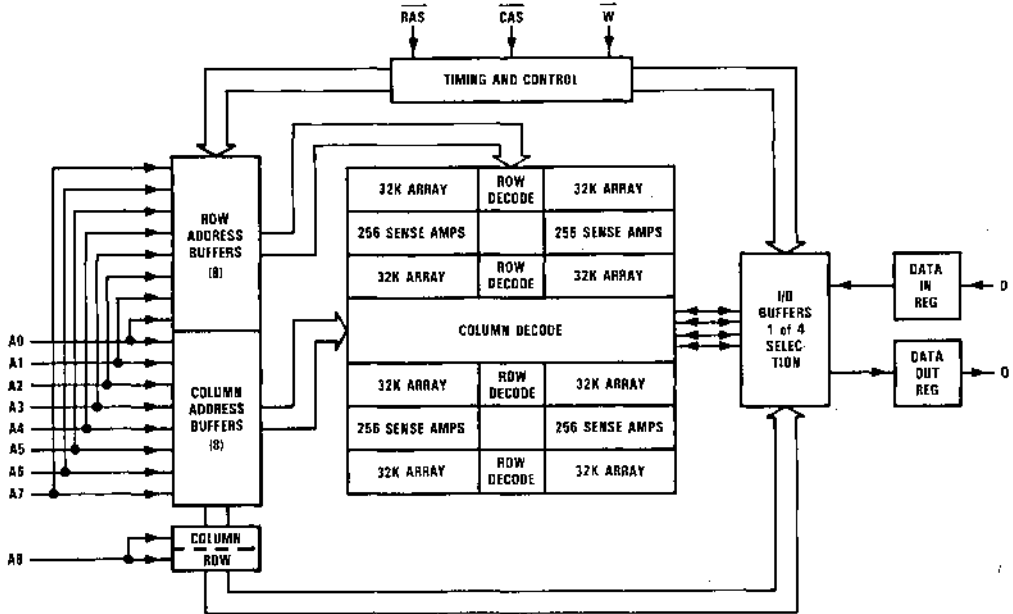 RAS CAS W
TIMING AND CONTROL
ROW
ADDRESS
BUFFERS
(8)
32K ARRAY ROW DECODE 32K ARRAY
256 SENSE AMPS 256 SENSE AMPS
32K ARRAY ROW DECODE 32K ARRAY
COLUMN DECODE
32K ARRAY ROW DECODE 32K ARRAY
256 SENSE AMPS 256 SENSE AMPS
32K ARRAY ROW DECODE 32K ARRAY
I/O
BUFFERS
1 of 4
SELEC-
TION
DATA
IN
REG
D
DATA
OUT
REG
Q
A0
A1
A2
A3
A4
A5
A6
A7
COLUMN
ADDRESS
BUFFERS
(8)
A8
COLUMN
ROW